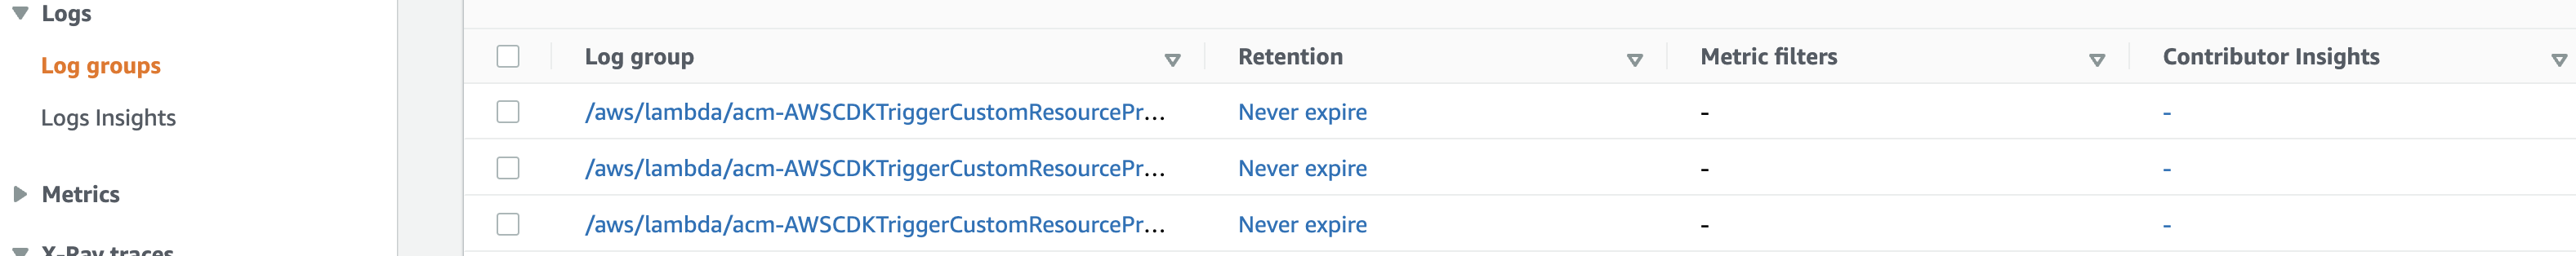 Logs
Log groups
Logs Insights
Metrics
X-Ray traces
Log group Retention Metric filters Contributor Insights
/aws/lambda/acm-AWSCDKTriggerCustomResourcePr... Never expire - -
/aws/lambda/acm-AWSCDKTriggerCustomResourcePr... Never expire - -
/aws/lambda/acm-AWSCDKTriggerCustomResourcePr... Never expire - -